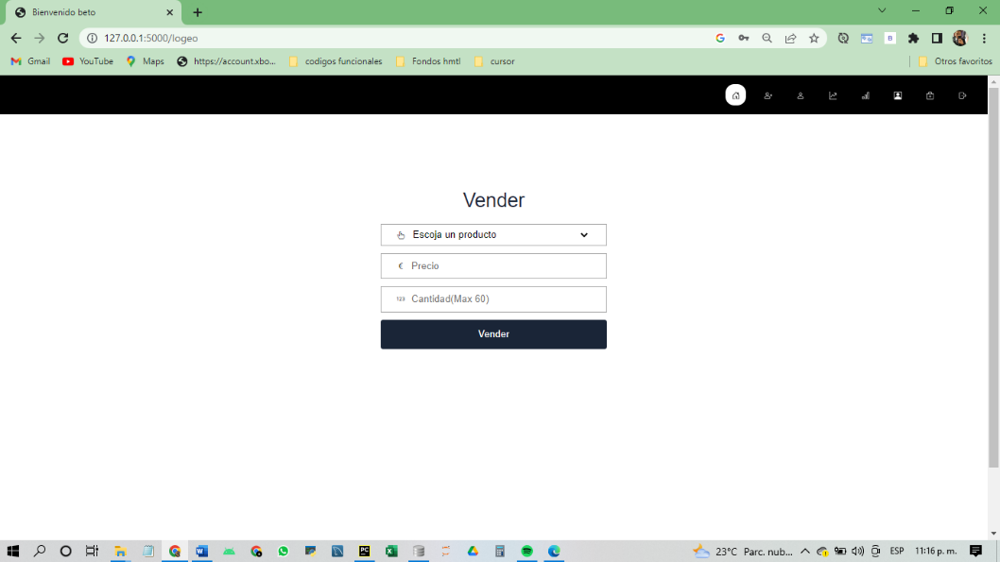 Bienvenido beto
127.0.0.1:5000/logeo
Gmail YouTube Maps https://account.xbo... codigos funcionales Fondos hmtl cursor Otros favoritos
Vender
Escoja un producto
€ Precio
123 Cantidad(Max 60)
Vender
23°C Parc. nub... ESP 11:16 p. m.